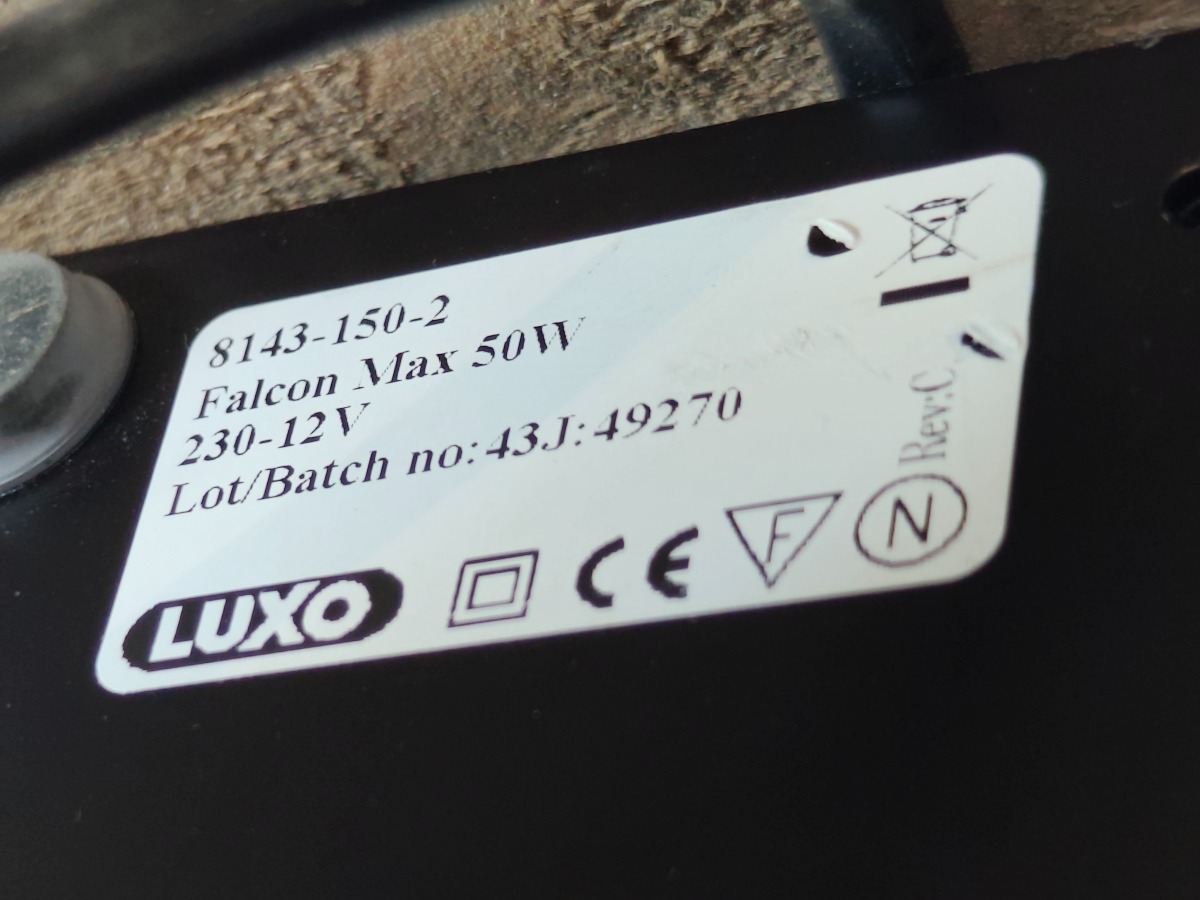 8143-150-2
Falcon Max 50W
230-12V
Lot/Batch no:43J:49270
Rev:C
LUXO
CE
F
N